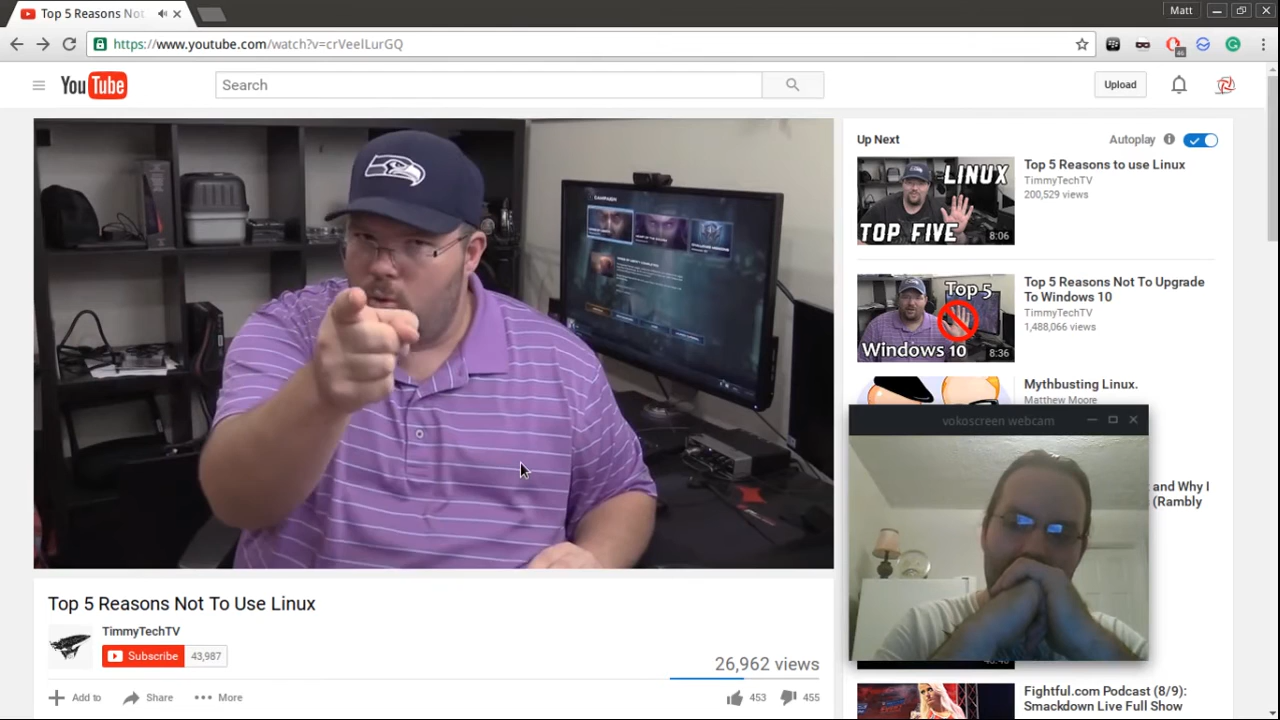 Top 5 Reasons Not
Matt
https://www.youtube.com/watch?v=crVeelLurGQ
46
YouTube
Search
Upload
CAMPAIGN
Up Next
Autoplay
LINUX
TOP FIVE
8:06
Top 5 Reasons to use Linux
TimmyTechTV
200,529 views
Top 5
Windows 10
8:36
Top 5 Reasons Not To Upgrade
To Windows 10
TimmyTechTV
1,488,066 views
Mythbusting Linux.
Matthew Moore
vokoscreen webcam
and Why I
(Rambly
Top 5 Reasons Not To Use Linux
TimmyTechTV
Subscribe 43,987
26,962 views
Add to Share More
453 455
Fightful.com Podcast (8/9):
Smackdown Live Full Show